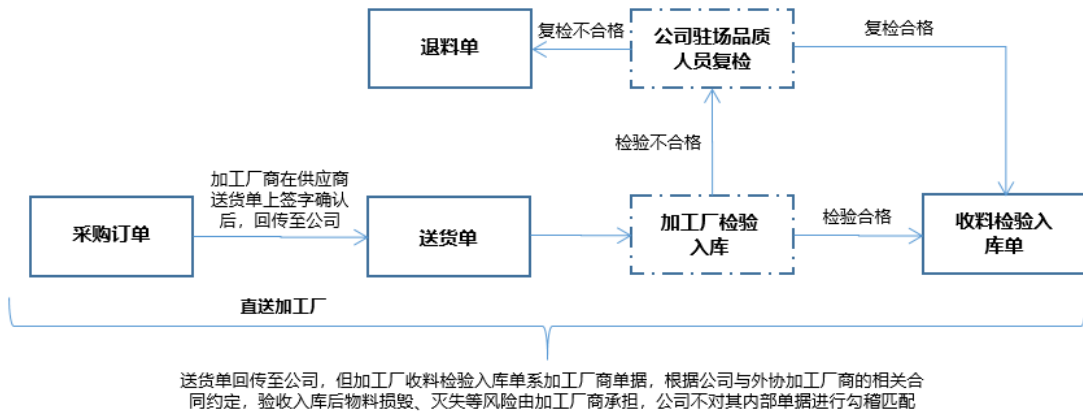 退料单
复检不合格
公司驻场品质
人员复检
复检合格
检验不合格
加工厂商在供应商
送货单上签字确认
后，回传至公司
采购订单
送货单
加工厂检验
入库
检验合格
收料检验入
库单
直送加工厂
送货单回传至公司，但加工厂收料检验入库单系加工厂商单据，根据公司与外协加工厂商的相关合
同约定，验收入库后物料损毁、灭失等风险由加工厂商承担，公司不对其内部单据进行勾稽匹配